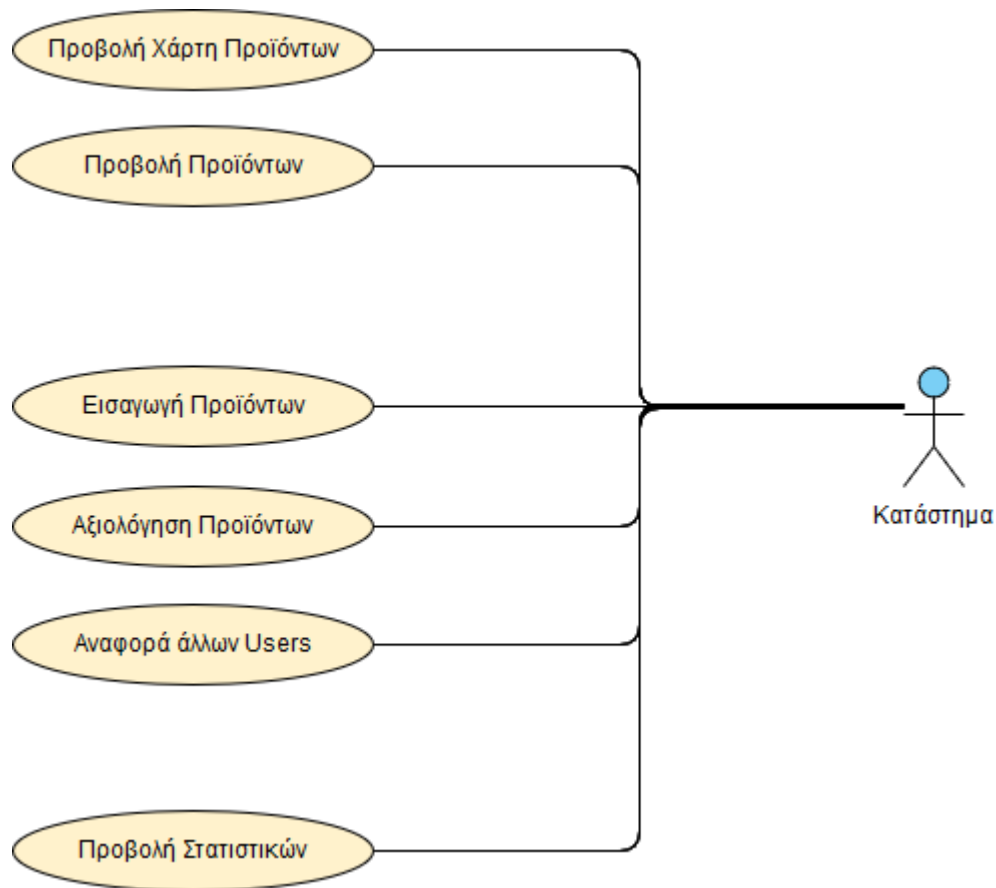 Προβολή Χάρτη Προϊόντων
Προβολή Προϊόντων
Εισαγωγή Προϊόντων
Αξιολόγηση Προϊόντων
Κατάστημα
Αναφορά άλλων Users
Προβολή Στατιστικών